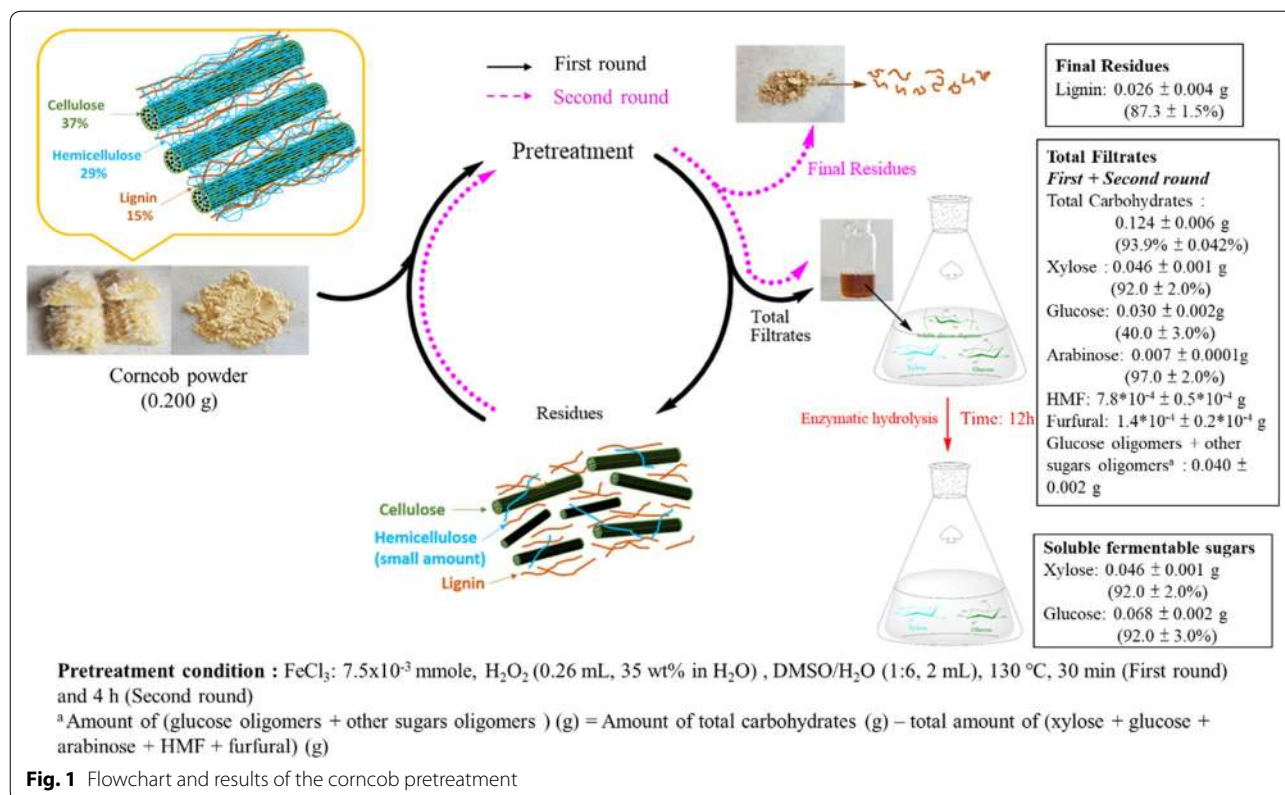 Cellulose
37%
Hemicellulose
29%
Lignin
15%
Corncob powder
(0.200 g)
First round
Second round
Pretreatment
Final Residues
Total
Filtrates
Residues
Cellulose
Hemicellulose
(small amount)
Lignin
Xylose
Glucose
Enzymatic hydrolysis
Time: 12h
Xylose
Glucose
Final Residues
Lignin: 0.026 ± 0.004 g
(87.3 ± 1.5%)
Total Filtrates
First + Second round
Total Carbohydrates :
0.124 ± 0.006 g
(93.9% ± 0.042%)
Xylose : 0.046 ± 0.001 g
(92.0 ± 2.0%)
Glucose: 0.030 ± 0.002g
(40.0 ± 3.0%)
Arabinose: 0.007 ± 0.0001g
(97.0 ± 2.0%)
HMF: 7.8*10⁻⁴ ± 0.5*10⁻⁴ g
Furfural: 1.4*10⁻⁴ ± 0.2*10⁻⁴ g
Glucose oligomers + other
sugars oligomersᵃ : 0.040 ±
0.002 g
Soluble fermentable sugars
Xylose: 0.046 ± 0.001 g
(92.0 ± 2.0%)
Glucose: 0.068 ± 0.002 g
(92.0 ± 3.0%)
Pretreatment condition : FeCl₃: 7.5x10⁻³ mmole, H₂O₂ (0.26 mL, 35 wt% in H₂O) , DMSO/H₂O (1:6, 2 mL), 130 °C, 30 min (First round)
and 4 h (Second round)
ᵃ Amount of (glucose oligomers + other sugars oligomers ) (g) = Amount of total carbohydrates (g) – total amount of (xylose + glucose +
arabinose + HMF + furfural) (g)
Fig. 1 Flowchart and results of the corncob pretreatment